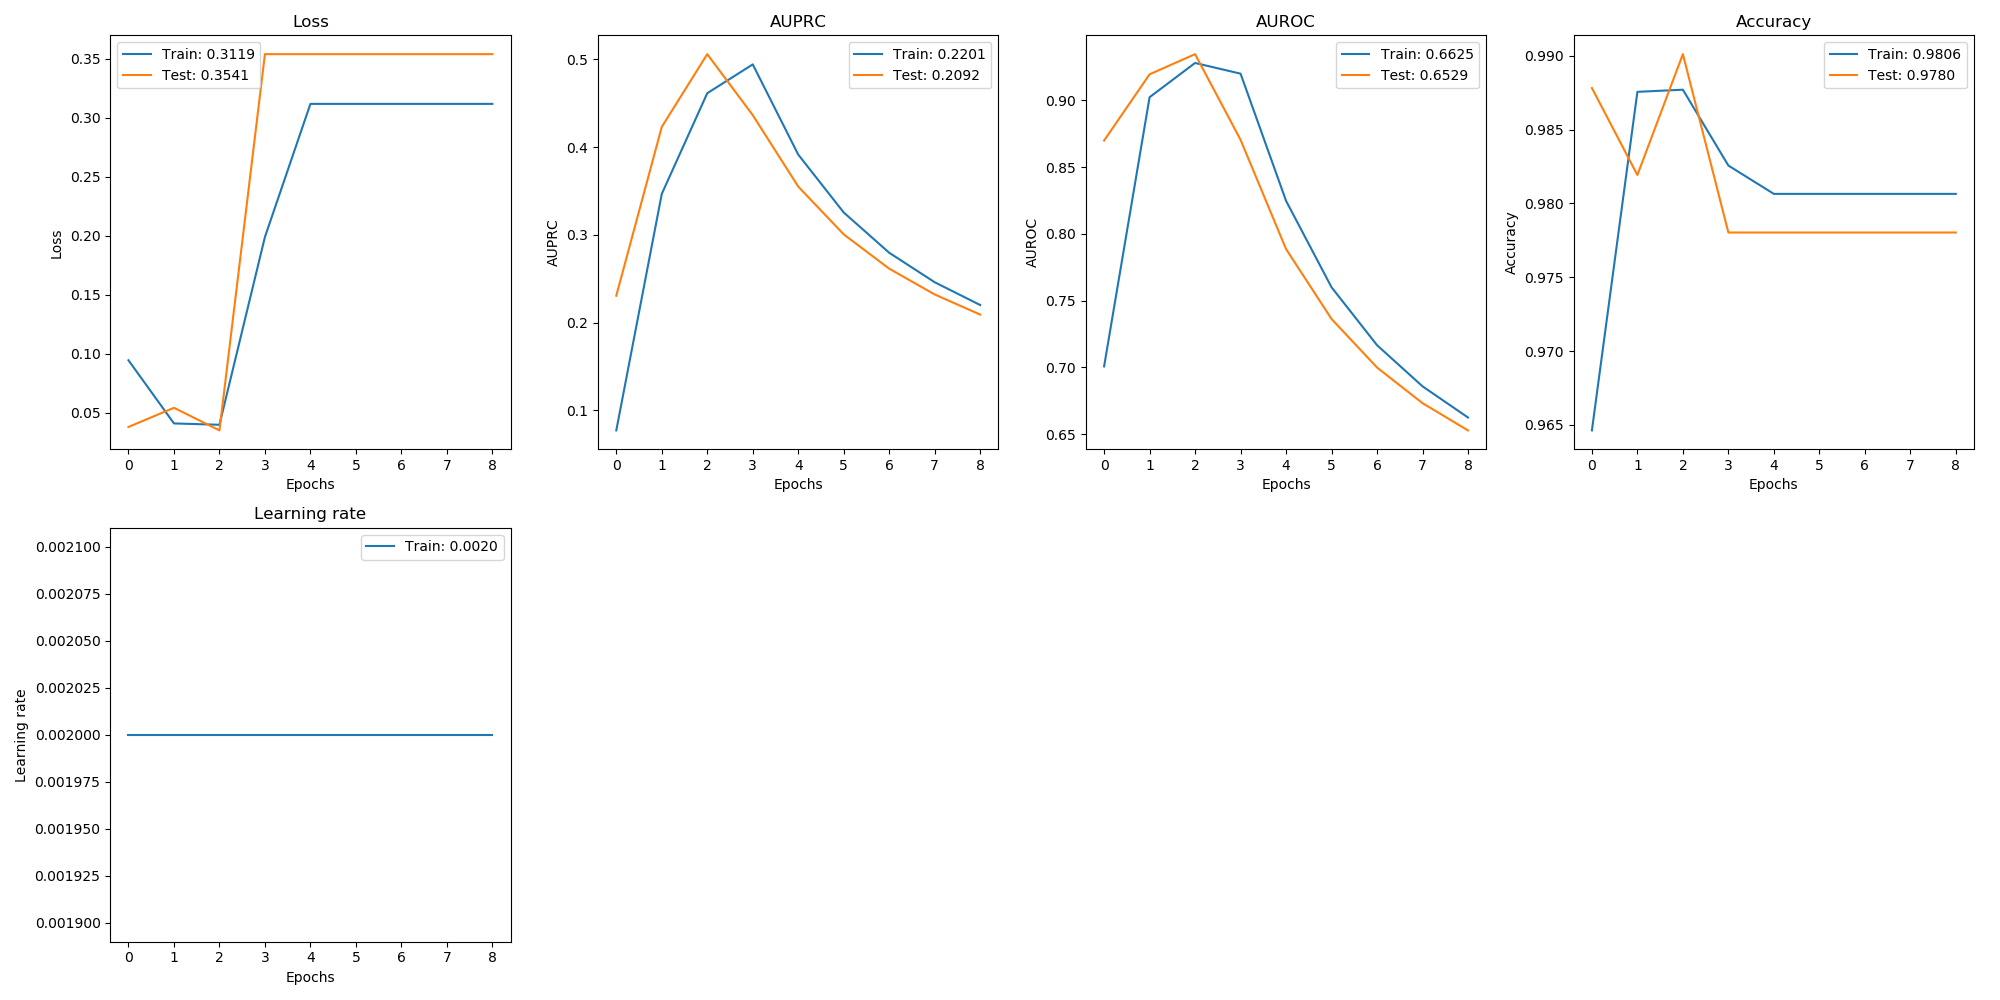 Loss
Train: 0.3119
Test: 0.3541
0.35
0.30
0.25
0.20
0.15
0.10
0.05
Loss
0 1 2 3 4 5 6 7 8
Epochs
AUPRC
Train: 0.2201
Test: 0.2092
0.5
0.4
0.3
0.2
0.1
AUPRC
0 1 2 3 4 5 6 7 8
Epochs
AUROC
Train: 0.6625
Test: 0.6529
0.90
0.85
0.80
0.75
0.70
0.65
AUROC
0 1 2 3 4 5 6 7 8
Epochs
Accuracy
Train: 0.9806
Test: 0.9780
0.990
0.985
0.980
0.975
0.970
0.965
Accuracy
0 1 2 3 4 5 6 7 8
Epochs
Learning rate
Train: 0.0020
0.002100
0.002075
0.002050
0.002025
0.002000
0.001975
0.001950
0.001925
0.001900
Learning rate
0 1 2 3 4 5 6 7 8
Epochs